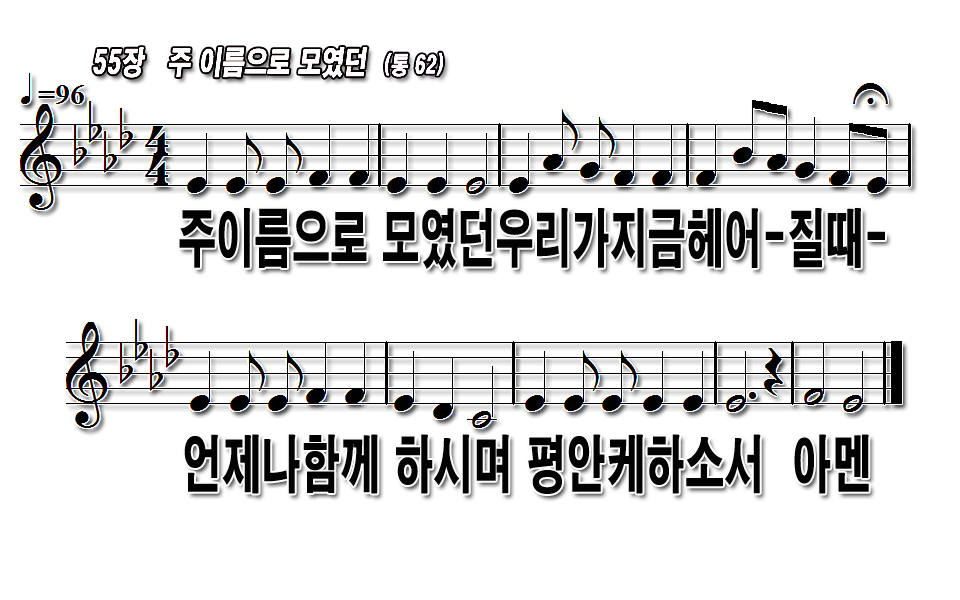 55장 주 이름으로 모였던 (통 62)
♩=96
4
4
주이름으로 모였던우리가지금헤어-질때-
언제나함께 하시며 평안케하소서 아멘